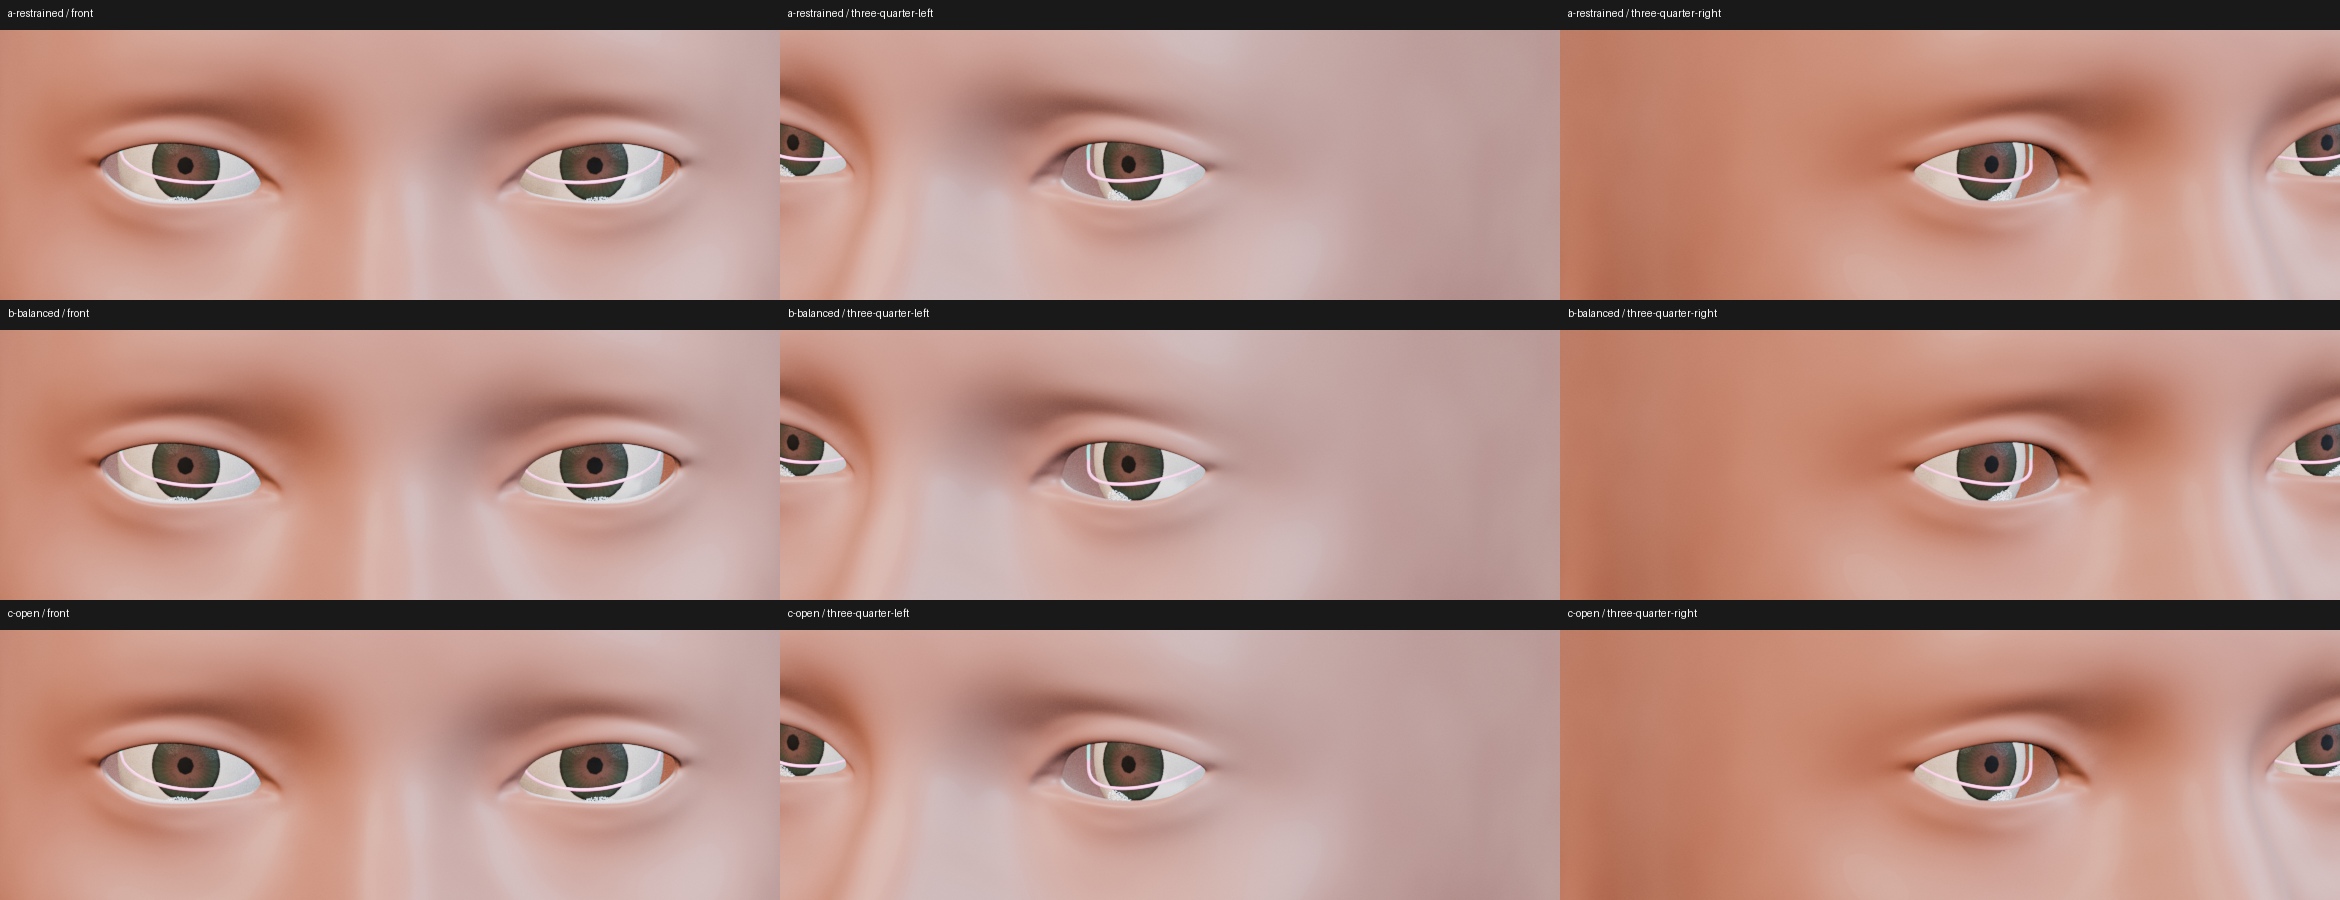 a-restrained / front
a-restrained / three-quarter-left
a-restrained / three-quarter-right
b-balanced / front
b-balanced / three-quarter-left
b-balanced / three-quarter-right
c-open / front
c-open / three-quarter-left
c-open / three-quarter-right